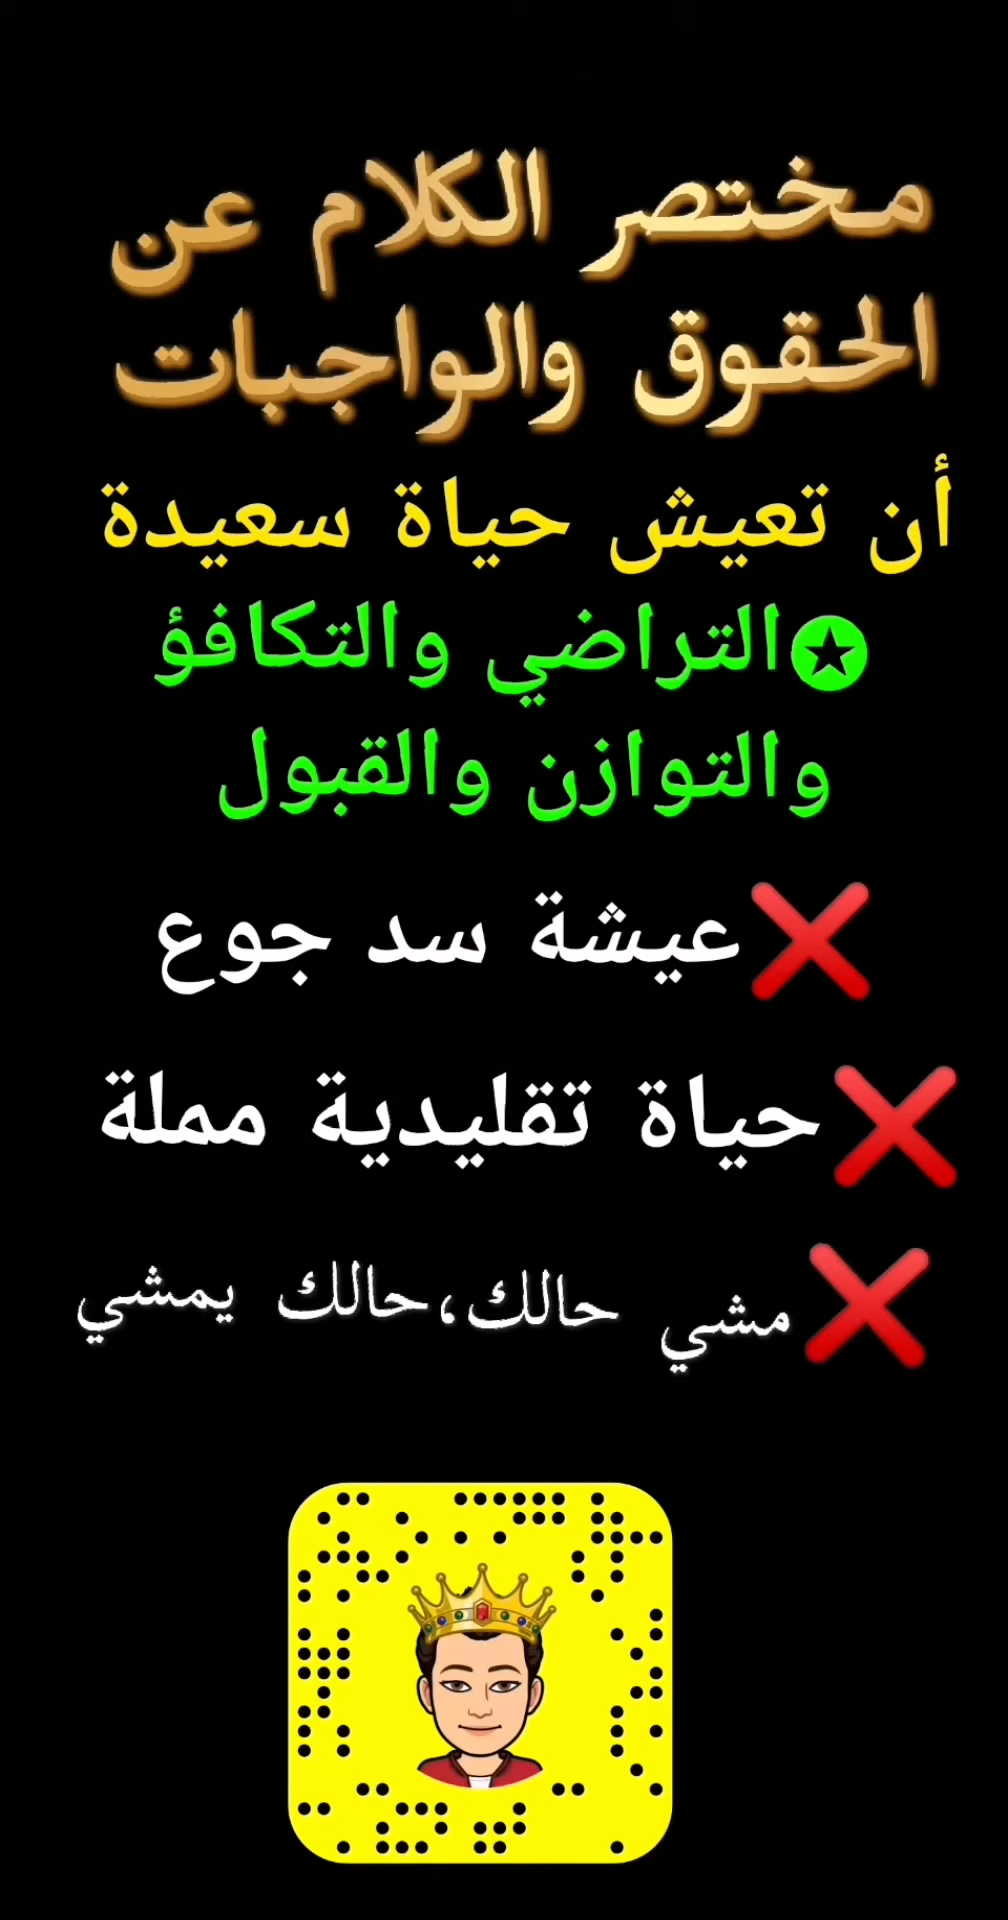 مختصر الكلام عن
الحقوق والواجبات
أن تعيش حياة سعيدة
✪التراضي والتكافؤ
والتوازن والقبول
❌عيشة سد جوع
❌حياة تقليدية مملة
❌مشي حالك،حالك يمشي